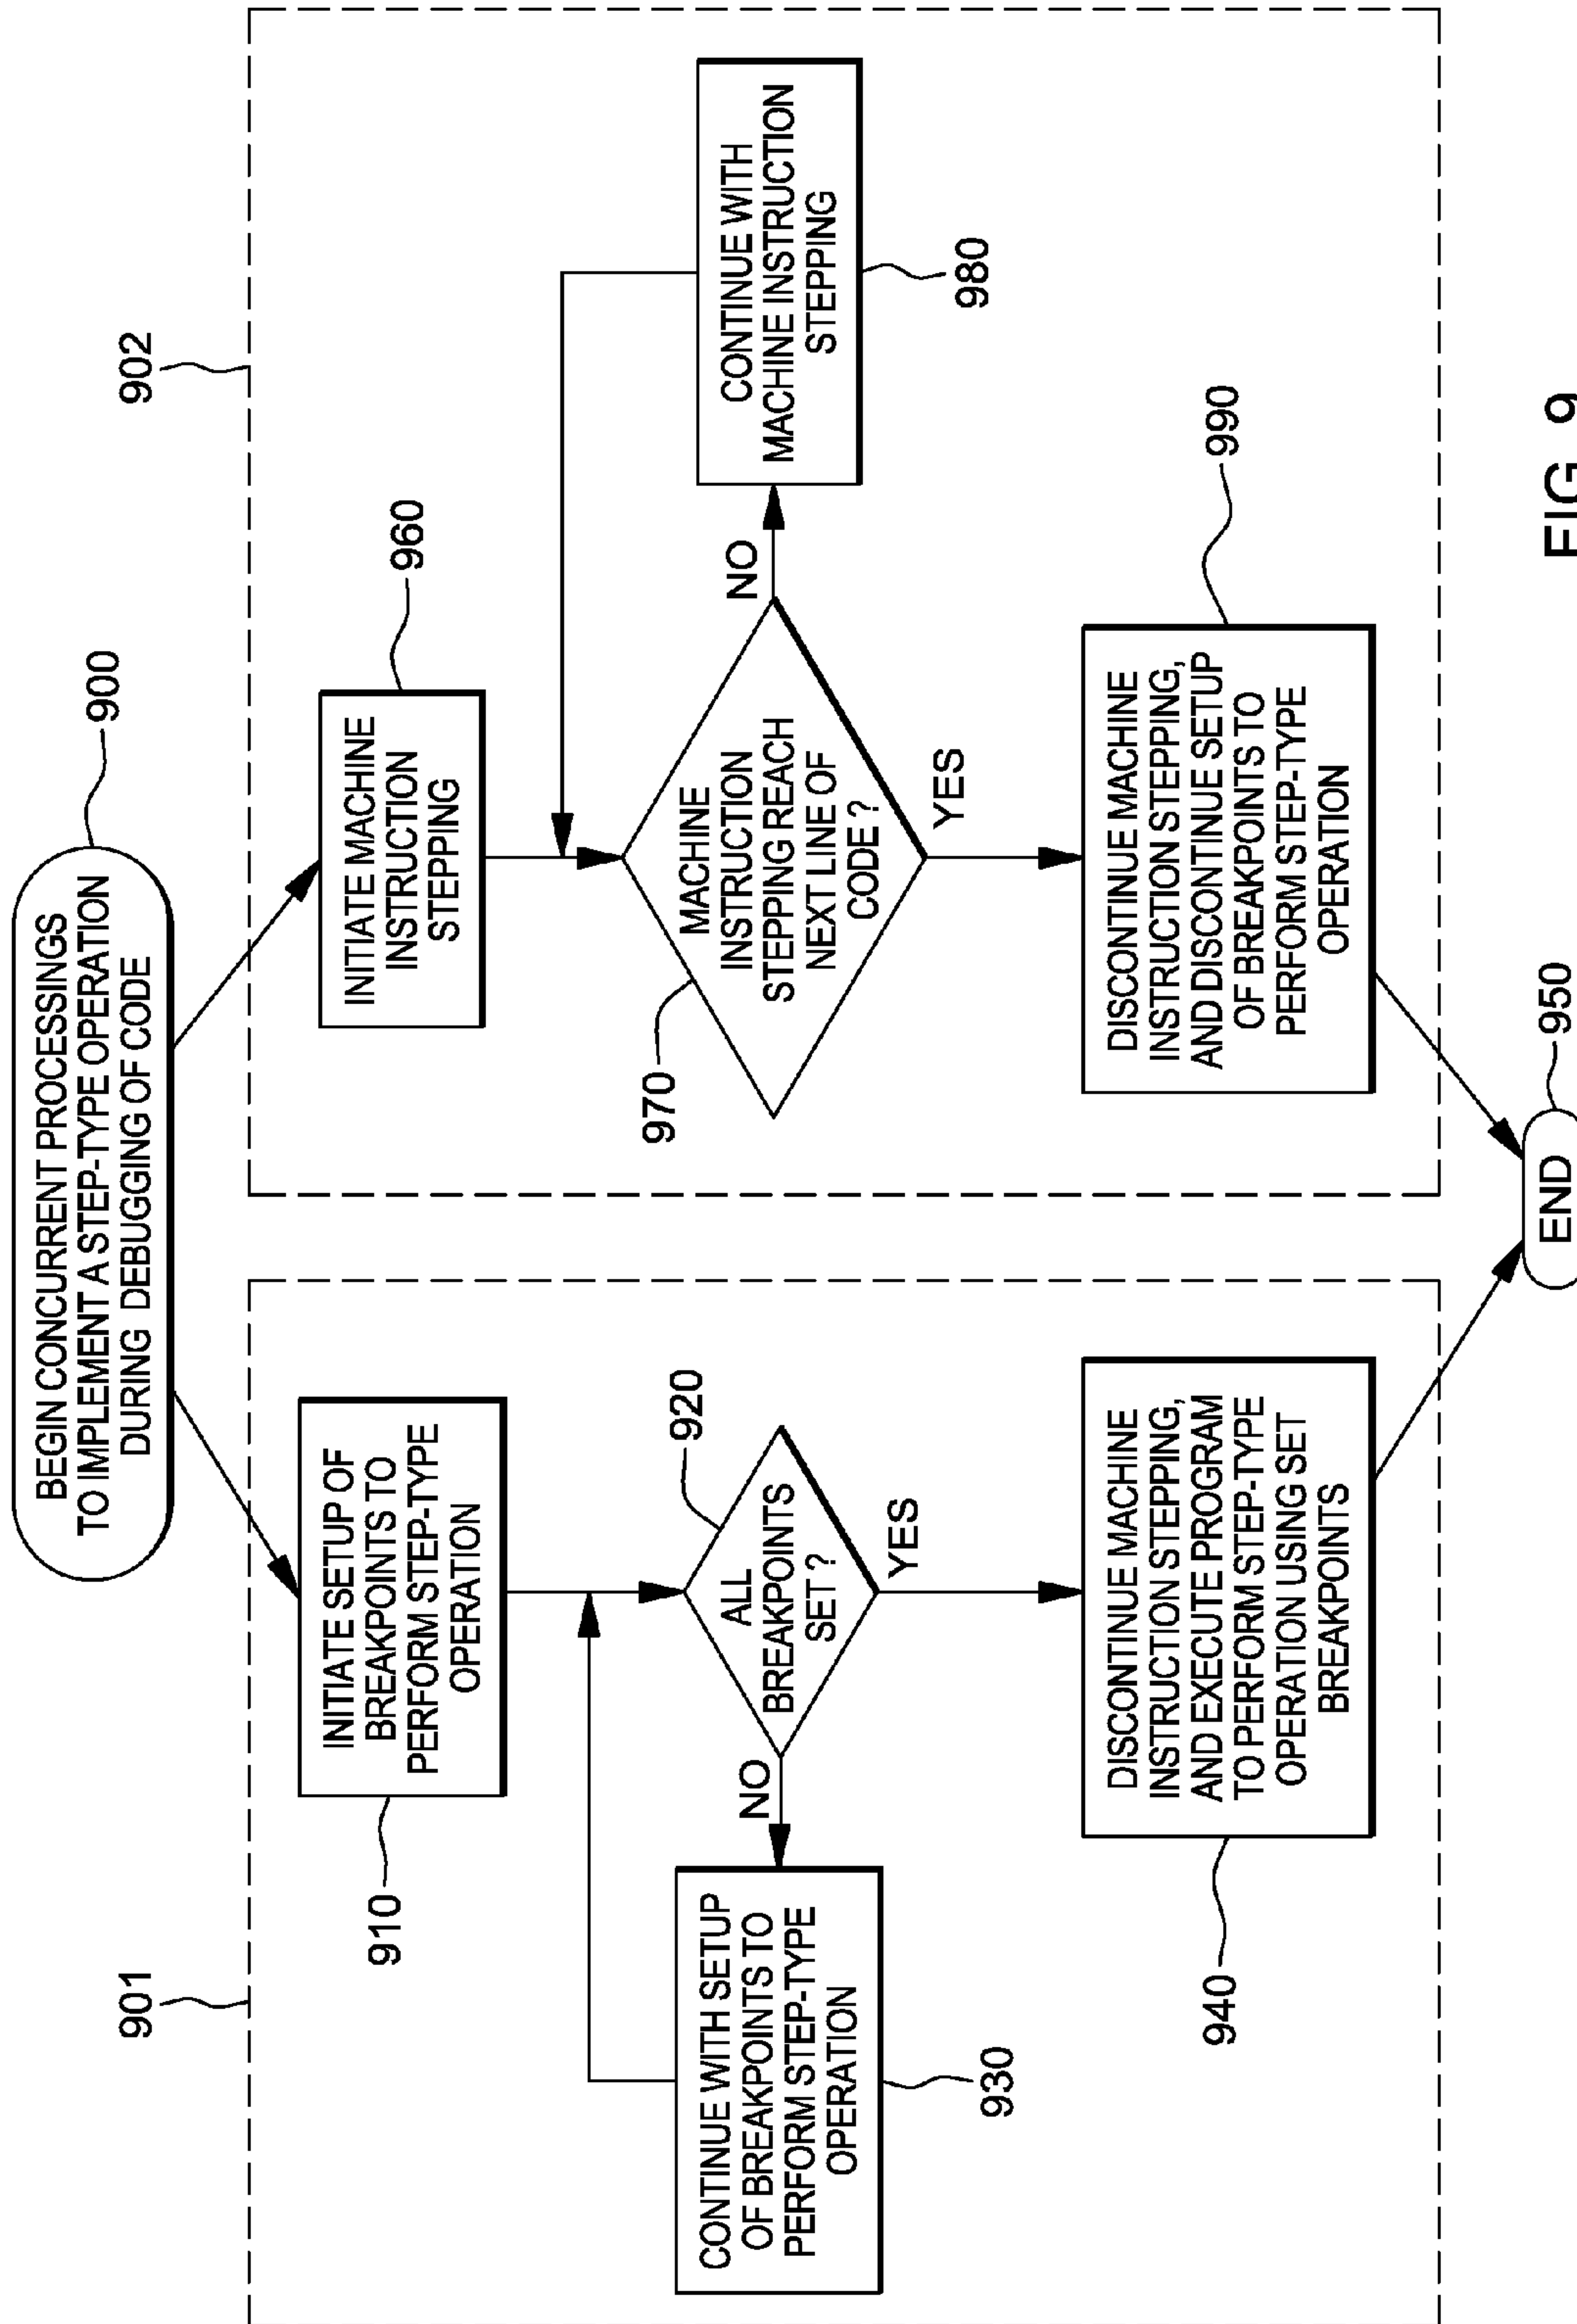 BEGIN CONCURRENT PROCESSINGS
TO IMPLEMENT A STEP-TYPE OPERATION
DURING DEBUGGING OF CODE
900
901
902
INITIATE SETUP OF
BREAKPOINTS TO
PERFORM STEP-TYPE
OPERATION
910
ALL
BREAKPOINTS
SET ?
920
NO
YES
CONTINUE WITH SETUP
OF BREAKPOINTS TO
PERFORM STEP-TYPE
OPERATION
930
DISCONTINUE MACHINE
INSTRUCTION STEPPING,
AND EXECUTE PROGRAM
TO PERFORM STEP-TYPE
OPERATION USING SET
BREAKPOINTS
940
INITIATE MACHINE
INSTRUCTION
STEPPING
960
MACHINE
INSTRUCTION
STEPPING REACH
NEXT LINE OF
CODE ?
970
NO
YES
CONTINUE WITH
MACHINE INSTRUCTION
STEPPING
980
DISCONTINUE MACHINE
INSTRUCTION STEPPING,
AND DISCONTINUE SETUP
OF BREAKPOINTS TO
PERFORM STEP-TYPE
OPERATION
990
END
950
FIG. 9